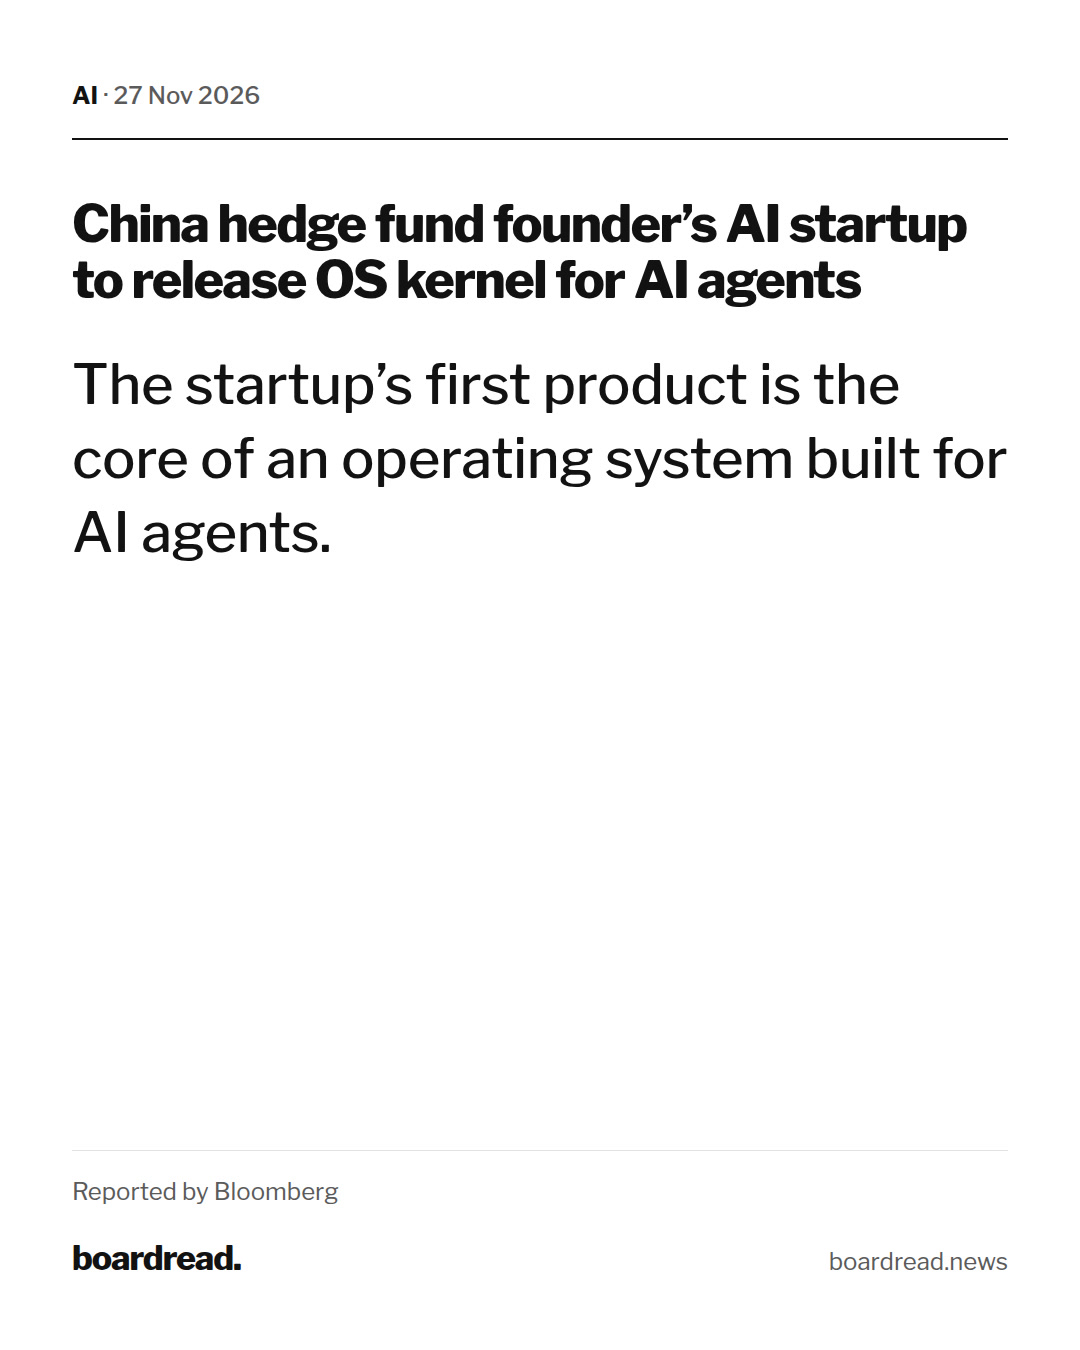 AI · 27 Nov 2026
China hedge fund founder’s AI startup
to release OS kernel for AI agents
The startup’s first product is the
core of an operating system built for
AI agents.
Reported by Bloomberg
boardread.
boardread.news